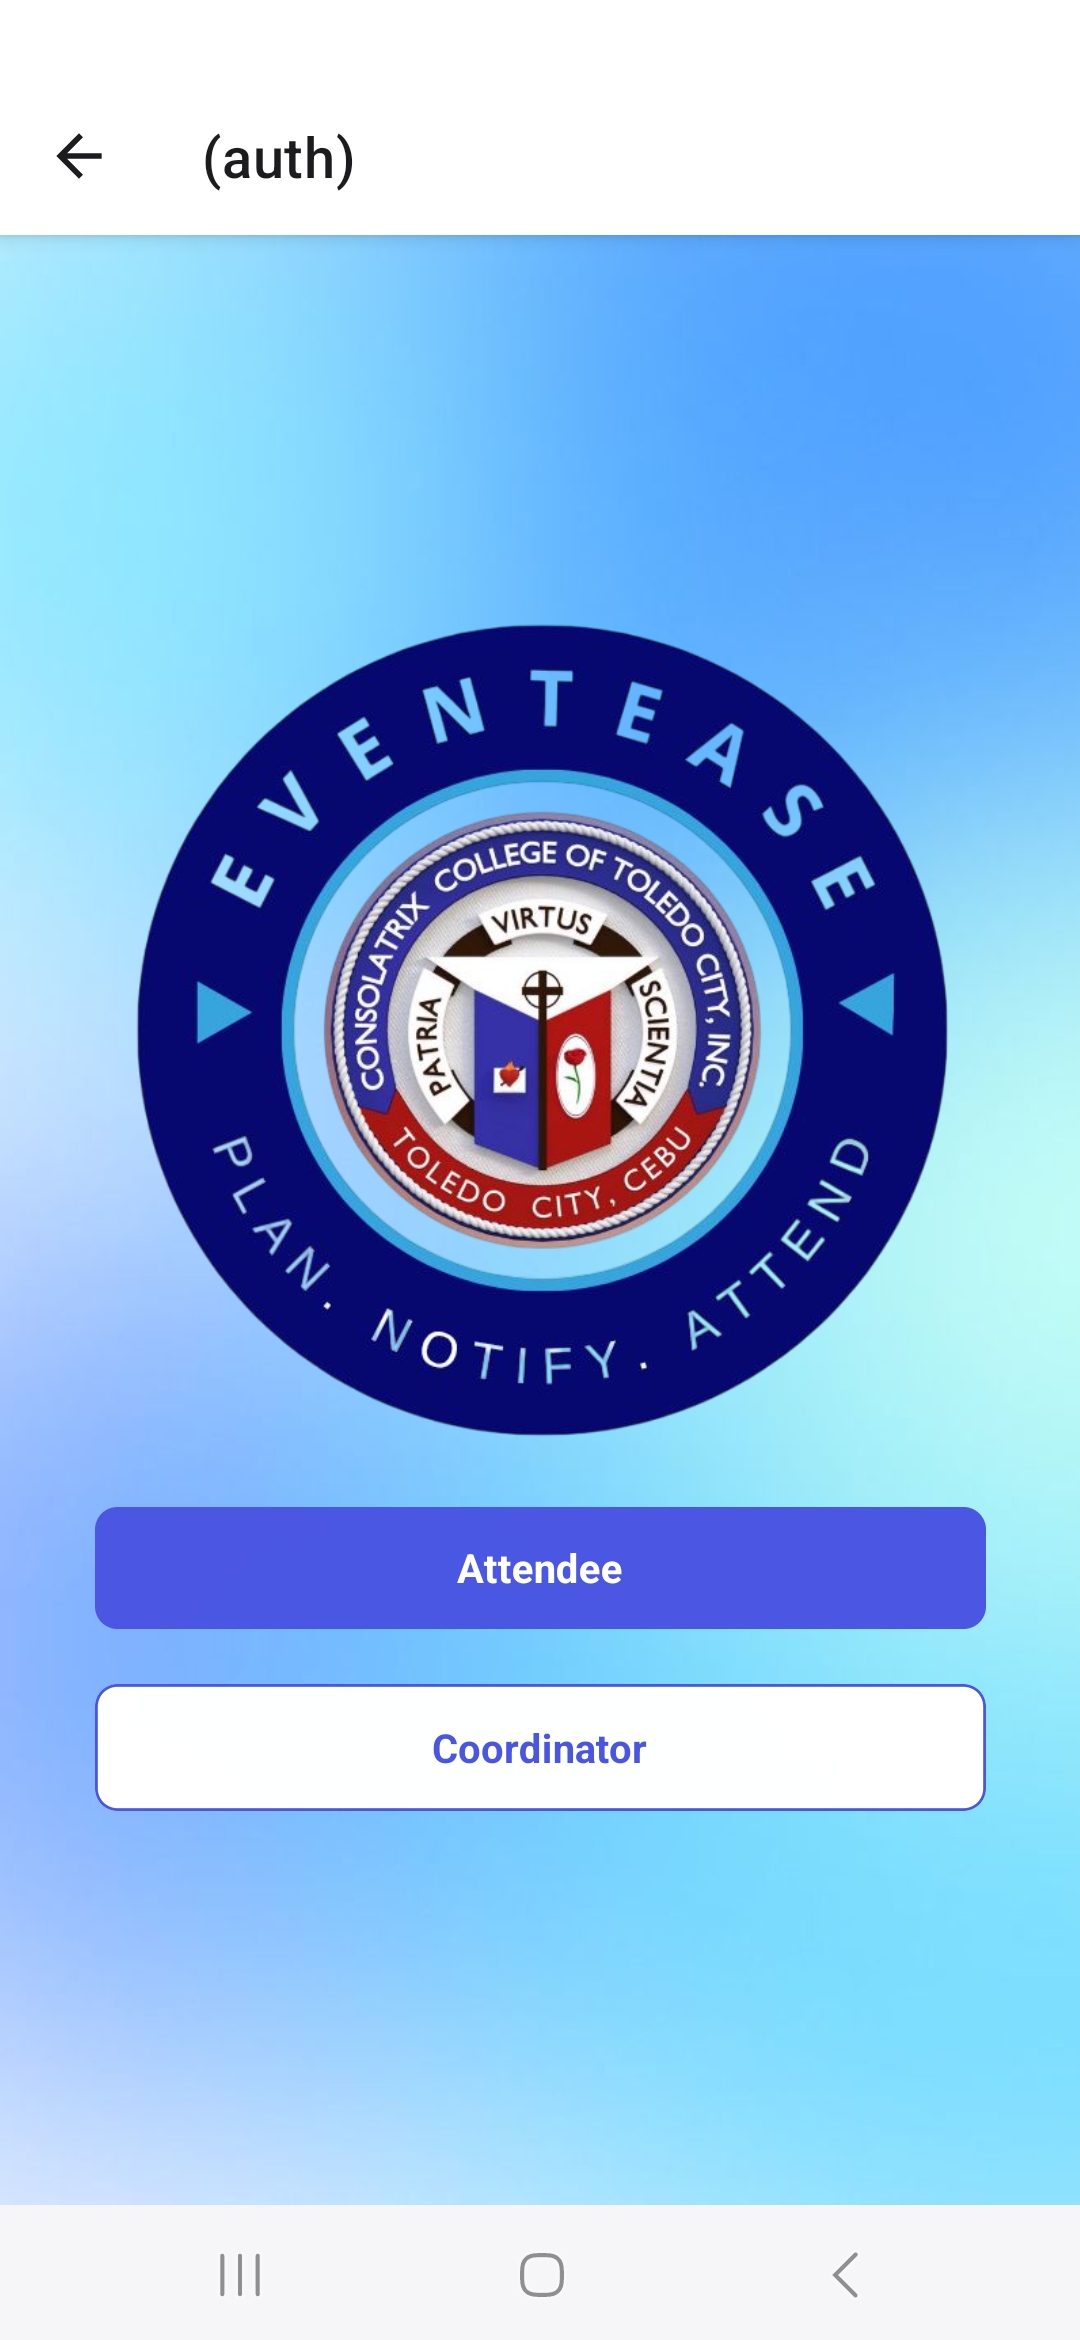 (auth)
EVENTEASE
CONSOLATRIX COLLEGE OF TOLEDO CITY, INC.
VIRTUS
PATRIA
SCIENTIA
TOLEDO CITY, CEBU
PLAN. NOTIFY. ATTEND
Attendee
Coordinator